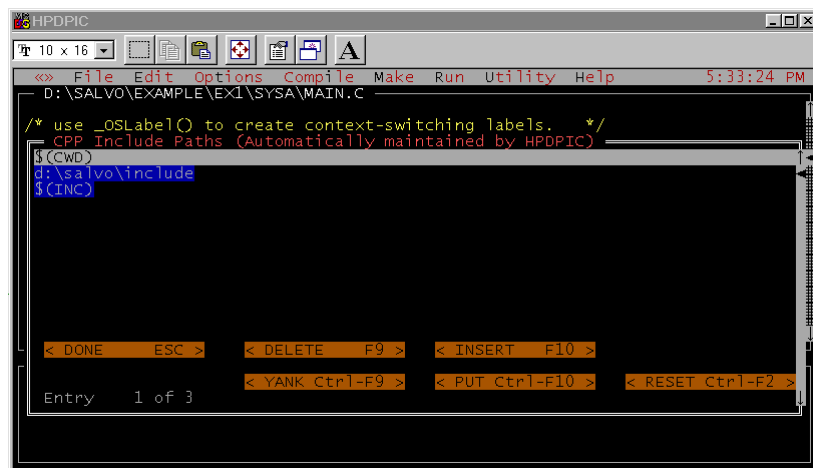 HPDPIC
Tr 10 x 16
A
«» File Edit Options Compile Make Run Utility Help 5:33:24 PM
D:\SALVO\EXAMPLE\EX1\SYSA\MAIN.C
/* use _OSLabel() to create context-switching labels. */
CPP Include Paths (Automatically maintained by HPDPIC)
$(CWD)
d:\salvo\include
$(INC)
< DONE ESC > < DELETE F9 > < INSERT F10 >
< YANK Ctrl-F9 > < PUT Ctrl-F10 > < RESET Ctrl-F2 >
Entry 1 of 3